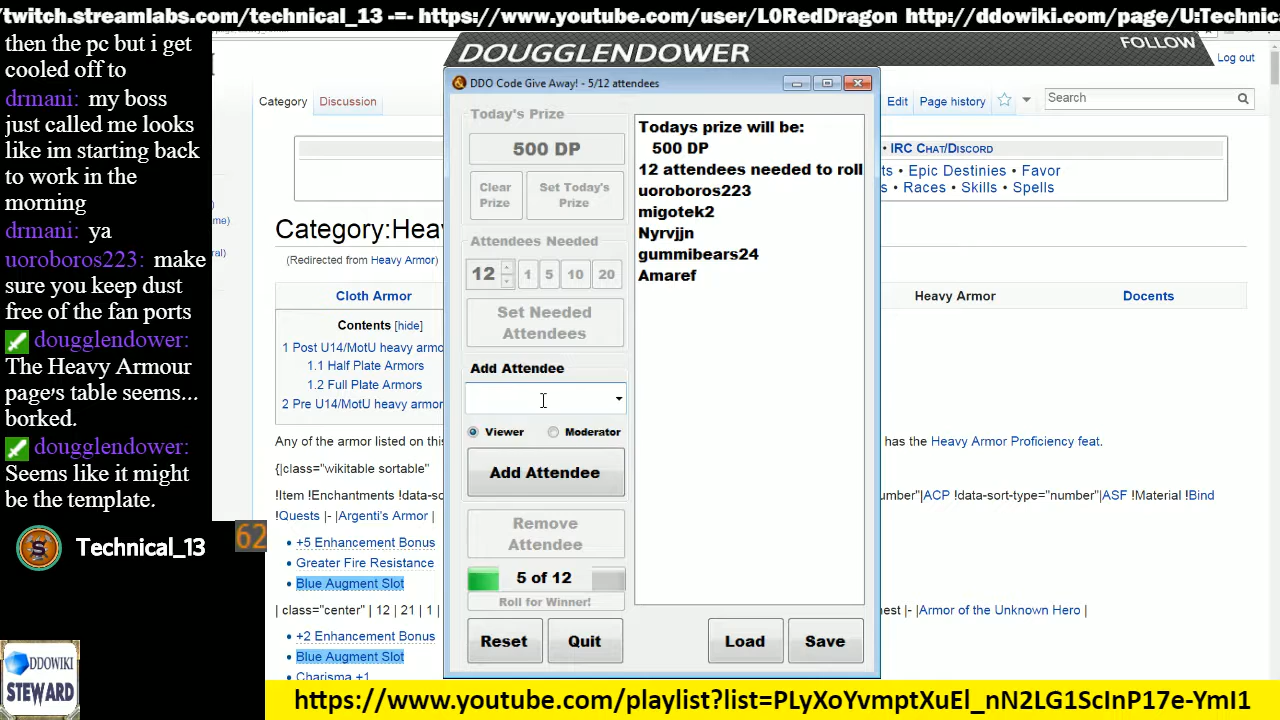 /twitch.streamlabs.com/technical_13 -=- https://www.youtube.com/user/L0RedDragon http://ddowiki.com/page/U:Technic
then the pc but i get
cooled off to
drmani: my boss
just called me looks
like im starting back
to work in the
morning
drmani: ya
uoroboros223: make
sure you keep dust
free of the fan ports
dougglendower:
The Heavy Armour
page's table seems...
borked.
dougglendower:
Seems like it might
be the template.
Technical_13
62
DDOWIKI
STEWARD
DOUGGLENDOWER
FOLLOW
Log out
Category
Discussion
Edit
Page history
Search
• IRC Chat/Discord
ts • Epic Destinies • Favor
• Races • Skills • Spells
Category:Hea
(Redirected from Heavy Armor)
Cloth Armor
Heavy Armor
Docents
Contents [hide]
1 Post U14/MotU heavy armo
1.1 Half Plate Armors
1.2 Full Plate Armors
2 Pre U14/MotU heavy armor
Any of the armor listed on this
has the Heavy Armor Proficiency feat.
{|class="wikitable sortable"
!Item !Enchantments !data-so
umber"|ACP !data-sort-type="number"|ASF !Material !Bind
!Quests |- |Argenti's Armor |
• +5 Enhancement Bonus
• Greater Fire Resistance
• Blue Augment Slot
| class="center" | 12 | 21 | 1 |
est |- |Armor of the Unknown Hero |
• +2 Enhancement Bonus
• Blue Augment Slot
• Charisma +1
DDO Code Give Away! - 5/12 attendees
Today's Prize
500 DP
Clear
Prize
Set Today's
Prize
Attendees Needed
12
1
5
10
20
Set Needed
Attendees
Add Attendee
Viewer
Moderator
Add Attendee
Remove
Attendee
5 of 12
Roll for Winner!
Reset
Quit
Load
Save
Todays prize will be:
500 DP
12 attendees needed to roll
uoroboros223
migotek2
Nyrvjjn
gummibears24
Amaref
https://www.youtube.com/playlist?list=PLyXoYvmptXuEl_nN2LG1ScInP17e-YmI1